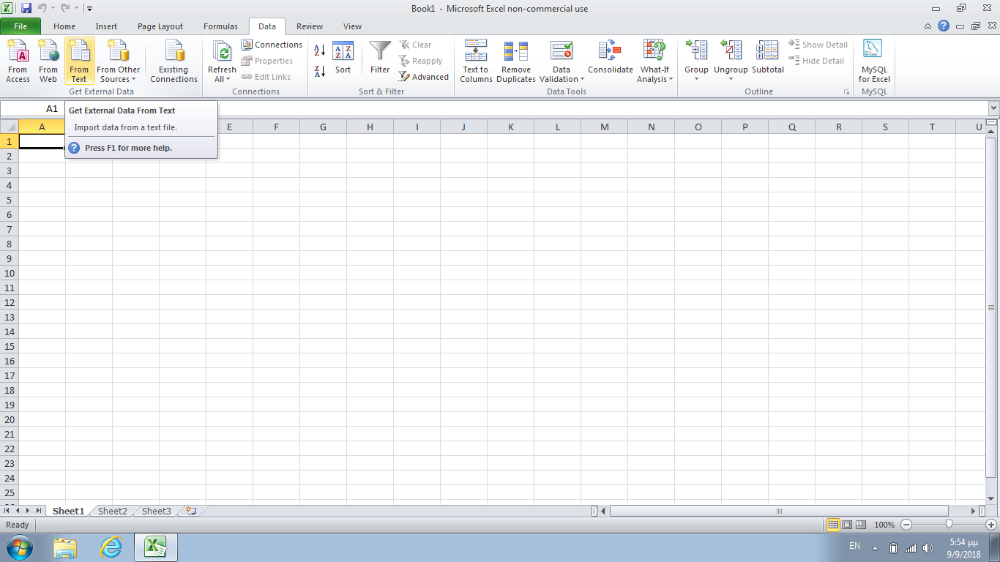 Book1 - Microsoft Excel non-commercial use
File Home Insert Page Layout Formulas Data Review View
From Access
From Web
From Text
From Other Sources
Existing Connections
Get External Data
Refresh All
Connections
Properties
Edit Links
Connections
Sort
Filter
Clear
Reapply
Advanced
Sort & Filter
Text to Columns
Remove Duplicates
Data Validation
Consolidate
What-If Analysis
Data Tools
Group
Ungroup
Subtotal
Show Detail
Hide Detail
Outline
MySQL for Excel
MySQL
A1
Get External Data From Text
Import data from a text file.
Press F1 for more help.
A E F G H I J K L M N O P Q R S T U
1
2
3
4
5
6
7
8
9
10
11
12
13
14
15
16
17
18
19
20
21
22
23
24
25
Sheet1 Sheet2 Sheet3
Ready 100%
EN 5:54 μμ
9/9/2018